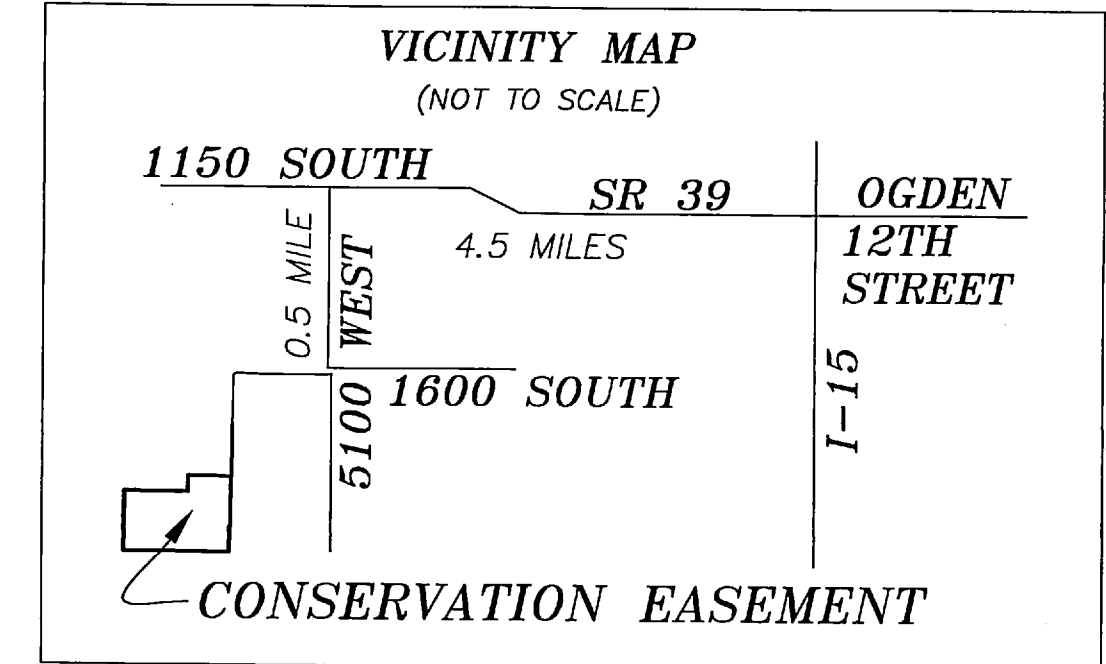 VICINITY MAP
(NOT TO SCALE)
1150 SOUTH
SR 39
OGDEN
4.5 MILES
12TH
STREET
0.5 MILE
5100 WEST
1600 SOUTH
I-15
CONSERVATION EASEMENT